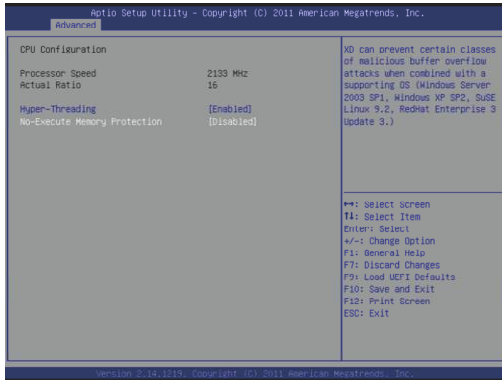 Aptio Setup Utility – Copyright (C) 2011 American Megatrends, Inc.
Advanced
CPU Configuration
Processor Speed 2133 MHz
Actual Ratio 16
Hyper-Threading [Enabled]
No-Execute Memory Protection [Disabled]
XD can prevent certain classes
of malicious buffer overflow
attacks when combined with a
supporting OS (Windows Server
2003 SP1, Windows XP SP2, SuSE
Linux 9.2, RedHat Enterprise 3
Update 3.)
↔: Select Screen
↑↓: Select Item
Enter: Select
+/-: Change Option
F1: General Help
F7: Discard Changes
F9: Load UEFI Defaults
F10: Save and Exit
F12: Print Screen
ESC: Exit
Version 2.14.1219. Copyright (C) 2011 American Megatrends, Inc.